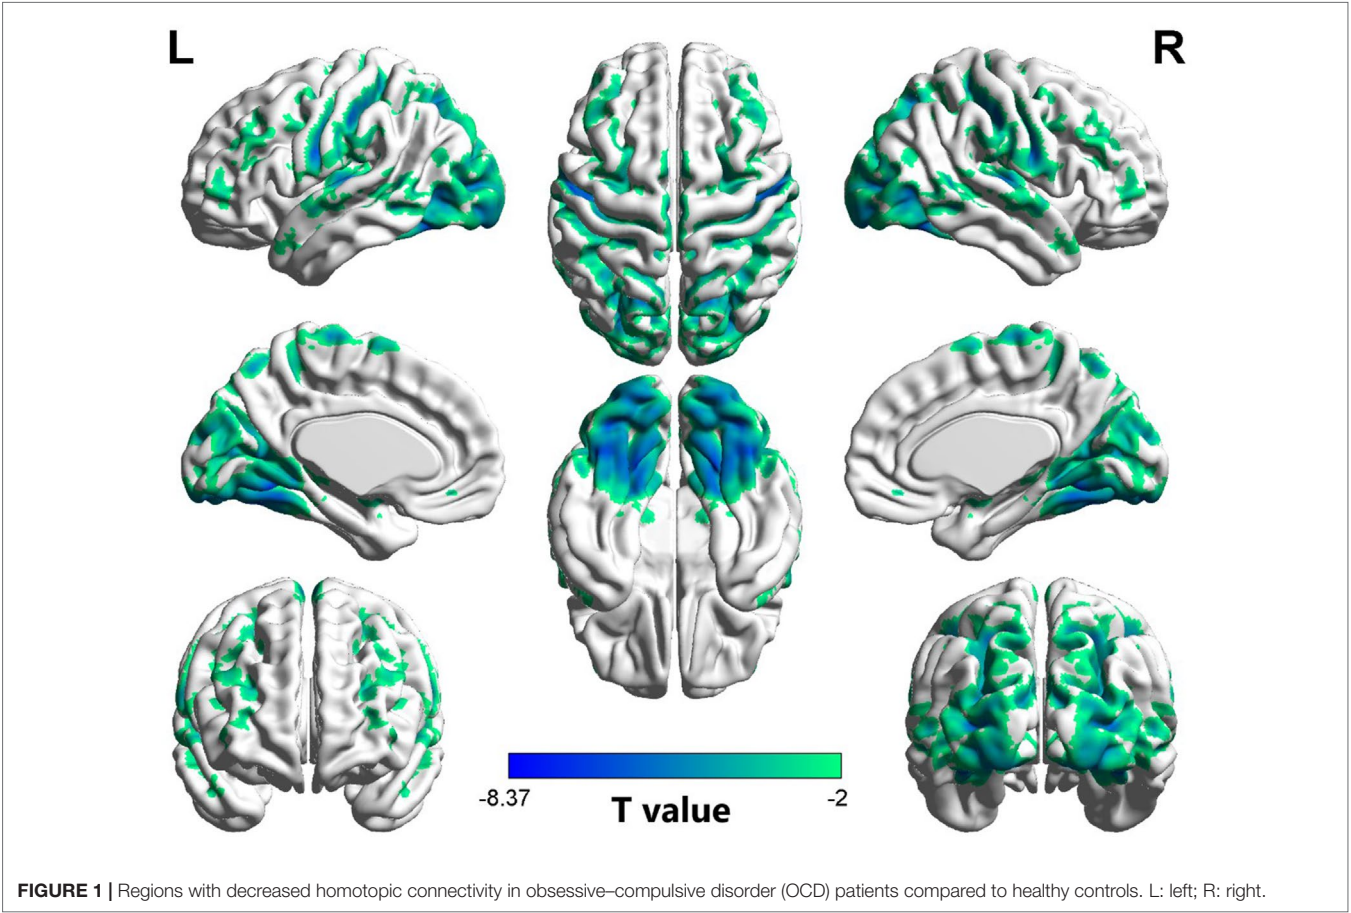 L
R
-8.37
-2
T value
FIGURE 1 | Regions with decreased homotopic connectivity in obsessive–compulsive disorder (OCD) patients compared to healthy controls. L: left; R: right.